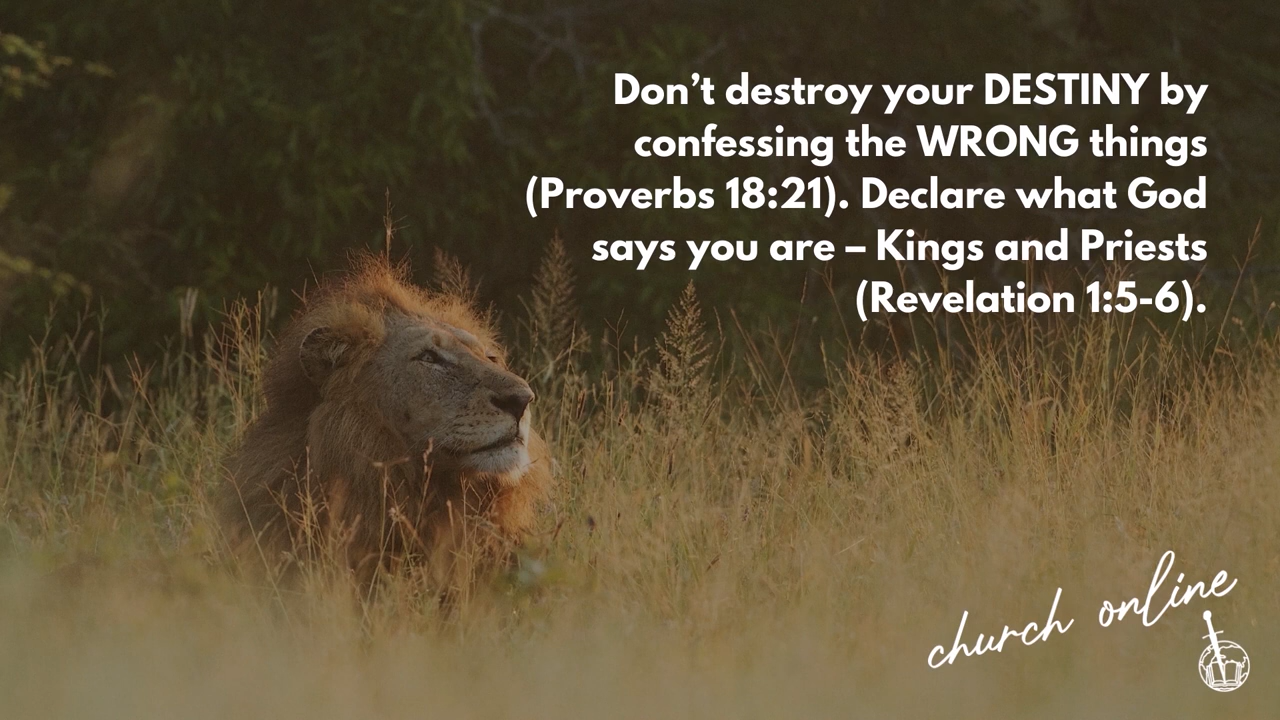 Don’t destroy your DESTINY by
confessing the WRONG things
(Proverbs 18:21). Declare what God
says you are – Kings and Priests
(Revelation 1:5-6).
church online